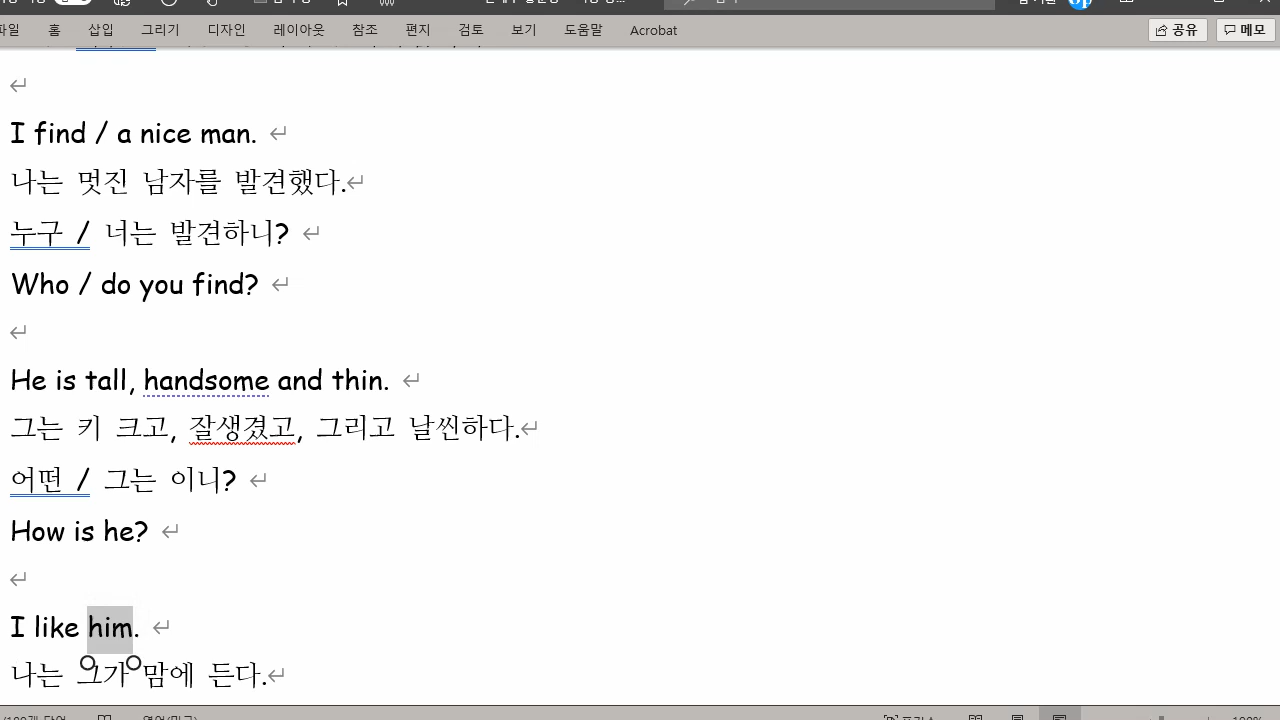 홈 삽입 그리기 디자인 레이아웃 참조 편지 검토 보기 도움말 Acrobat 공유 메모
I find / a nice man.
나는 멋진 남자를 발견했다.
누구 / 너는 발견하니?
Who / do you find?
He is tall, handsome and thin.
그는 키 크고, 잘생겼고, 그리고 날씬하다.
어떤 / 그는 이니?
How is he?
I like him.
나는 그가 맘에 든다.